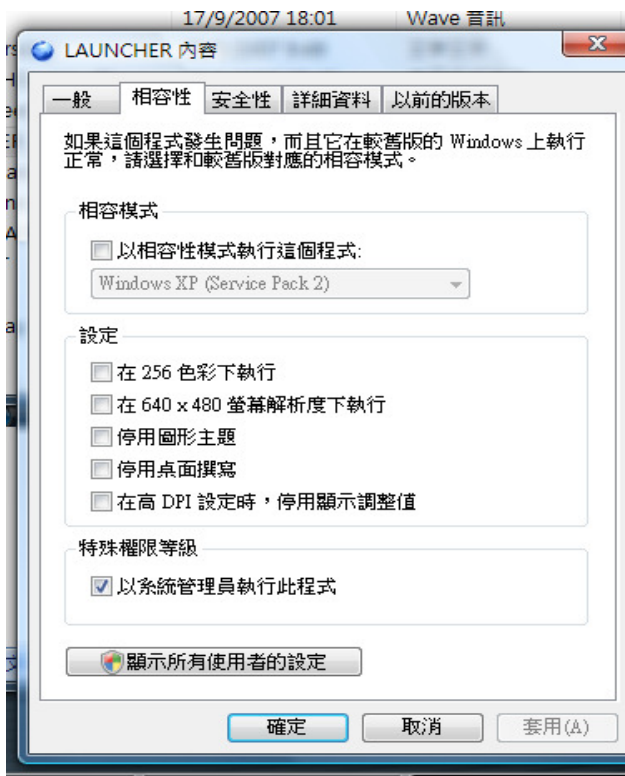 17/9/2007 18:01 Wave 音訊
LAUNCHER 內容
一般 相容性 安全性 詳細資料 以前的版本
如果這個程式發生問題，而且它在較舊版的 Windows 上執行
正常，請選擇和較舊版對應的相容模式。
相容模式
以相容性模式執行這個程式:
Windows XP (Service Pack 2)
設定
在 256 色彩下執行
在 640 x 480 螢幕解析度下執行
停用圖形主題
停用桌面撰寫
在高 DPI 設定時，停用顯示調整值
特殊權限等級
以系統管理員執行此程式
顯示所有使用者的設定
確定 取消 套用(A)